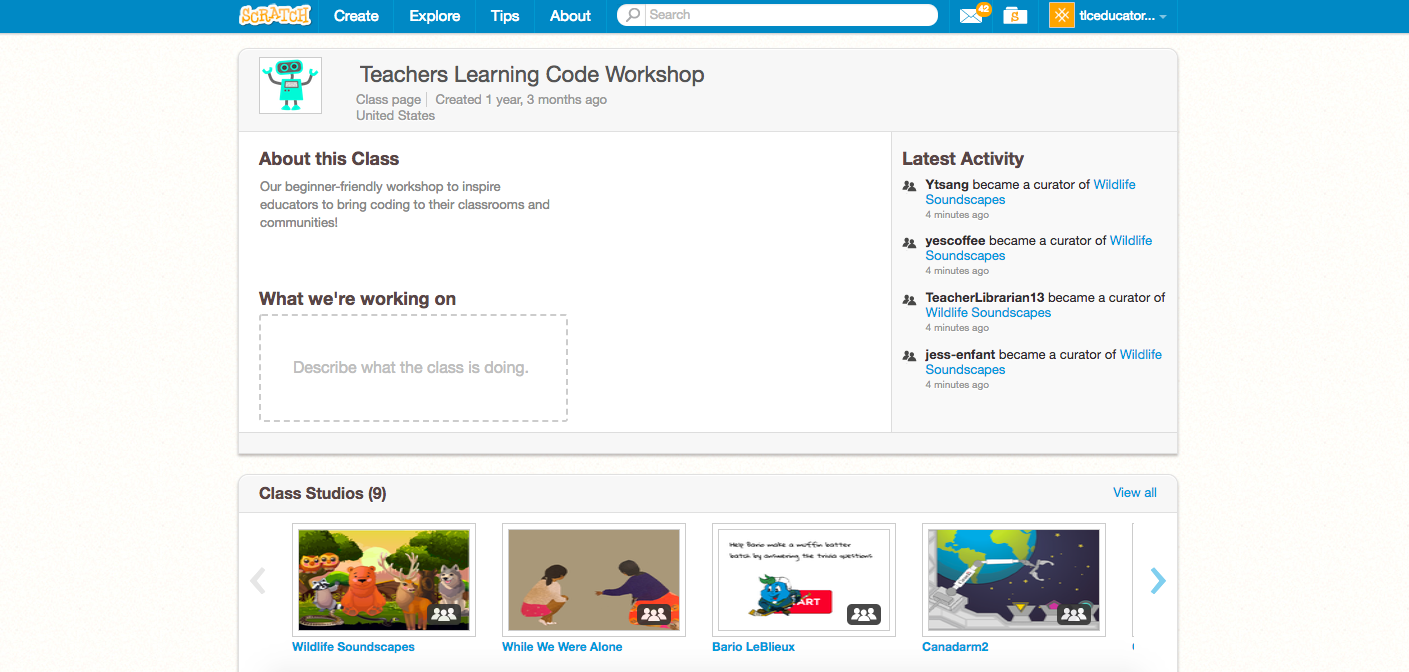 SCRATCH Create Explore Tips About Search 42 S tlceducator...
Teachers Learning Code Workshop
Class page Created 1 year, 3 months ago
United States
About this Class
Our beginner-friendly workshop to inspire
educators to bring coding to their classrooms and
communities!
What we're working on
Describe what the class is doing.
Latest Activity
Ytsang became a curator of Wildlife
Soundscapes
4 minutes ago
yescoffee became a curator of Wildlife
Soundscapes
4 minutes ago
TeacherLibrarian13 became a curator of
Wildlife Soundscapes
4 minutes ago
jess-enfant became a curator of Wildlife
Soundscapes
4 minutes ago
Class Studios (9) View all
Help Bario make a muffin batter
batch by answering the trivia questions
ART
Canada
Wildlife Soundscapes
While We Were Alone
Bario LeBlieux
Canadarm2